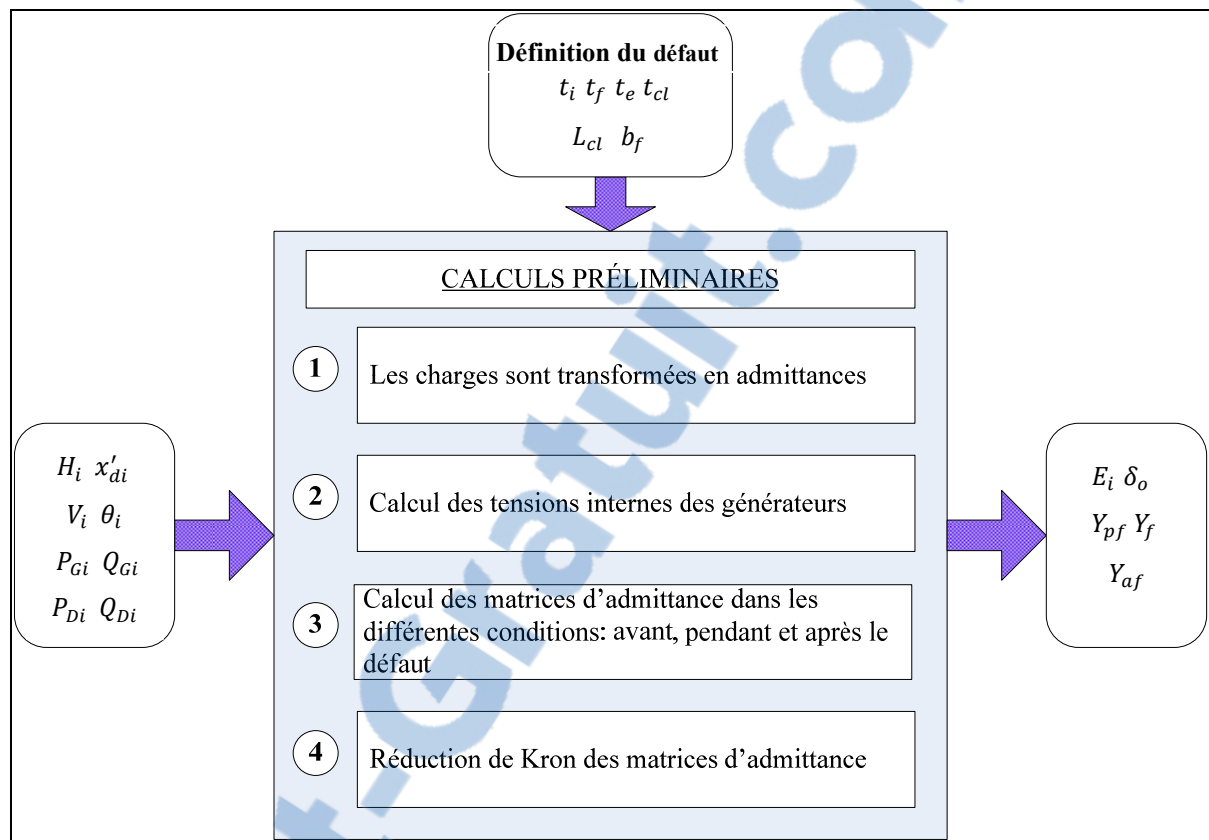 Définition du défaut
t_i t_f t_e t_cl
L_cl b_f
CALCULS PRÉLIMINAIRES
1 Les charges sont transformées en admittances
2 Calcul des tensions internes des générateurs
3 Calcul des matrices d’admittance dans les
différentes conditions: avant, pendant et après le
défaut
4 Réduction de Kron des matrices d’admittance
H_i x'_di
V_i θ_i
P_Gi Q_Gi
P_Di Q_Di
E_i δ_o
Y_pf Y_f
Y_af
t-Gratuit.com